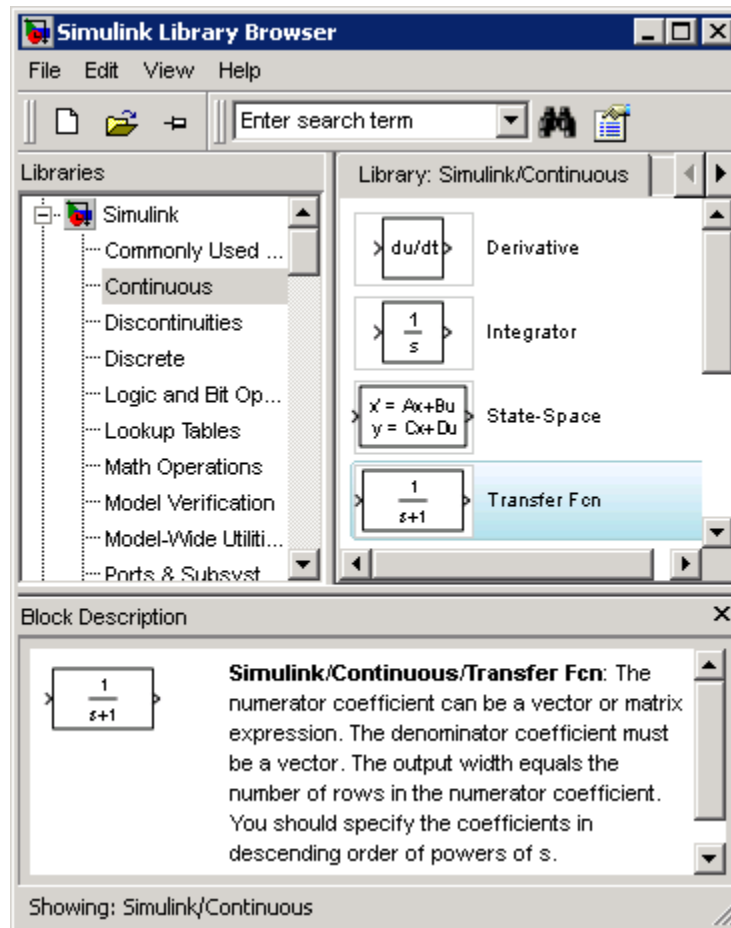 Simulink Library Browser
File Edit View Help
Enter search term
Libraries
Simulink
Commonly Used ...
Continuous
Discontinuities
Discrete
Logic and Bit Op...
Lookup Tables
Math Operations
Model Verification
Model-Wide Utiliti...
Ports & Subsyst
Library: Simulink/Continuous
du/dt Derivative
1
s
Integrator
x' = Ax+Bu
y = Cx+Du
State-Space
1
s+1
Transfer Fcn
Block Description
1
s+1
Simulink/Continuous/Transfer Fcn: The
numerator coefficient can be a vector or matrix
expression. The denominator coefficient must
be a vector. The output width equals the
number of rows in the numerator coefficient.
You should specify the coefficients in
descending order of powers of s.
Showing: Simulink/Continuous